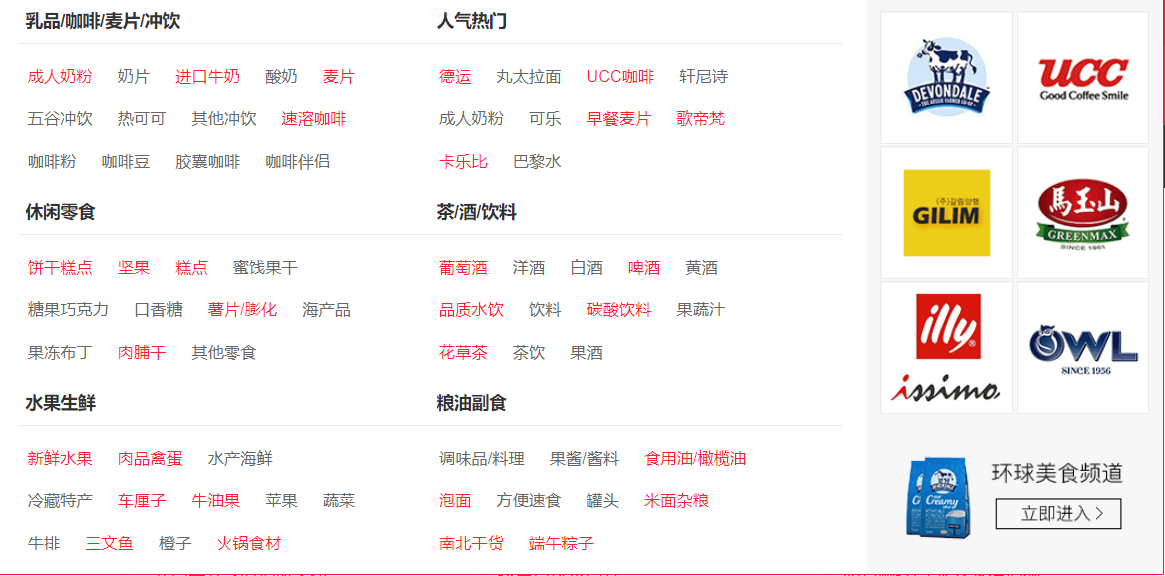 乳品/咖啡/麦片/冲饮
成人奶粉 奶片 进口牛奶 酸奶 麦片
五谷冲饮 热可可 其他冲饮 速溶咖啡
咖啡粉 咖啡豆 胶囊咖啡 咖啡伴侣
人气热门
德运 丸太拉面 UCC咖啡 轩尼诗
成人奶粉 可乐 早餐麦片 歌帝梵
卡乐比 巴黎水
休闲零食
饼干糕点 坚果 糕点 蜜饯果干
糖果巧克力 口香糖 薯片/膨化 海产品
果冻布丁 肉脯干 其他零食
茶/酒/饮料
葡萄酒 洋酒 白酒 啤酒 黄酒
品质水饮 饮料 碳酸饮料 果蔬汁
花草茶 茶饮 果酒
水果生鲜
新鲜水果 肉品禽蛋 水产海鲜
冷藏特产 车厘子 牛油果 苹果 蔬菜
牛排 三文鱼 橙子 火锅食材
粮油副食
调味品/料理 果酱/酱料 食用油/橄榄油
泡面 方便速食 罐头 米面杂粮
南北干货 端午粽子
DEVONDALE
UCC
Good Coffee Smile
(주)길림양행
GILIM
馬玉山
GREENMAX
SINCE 1961
illy
issimo
OWL
SINCE 1956
Creamy
环球美食频道
立即进入